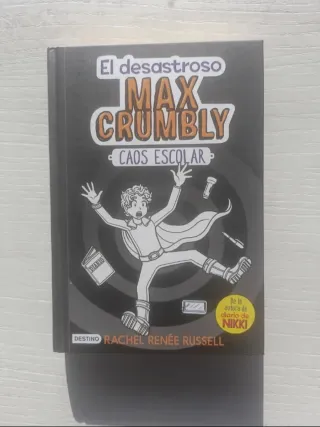 El desastroso
MAX
CRUMBLY
CAOS ESCOLAR
De la
autora de
diario de
NIKKI
DESTINO
RACHEL RENÉE RUSSELL